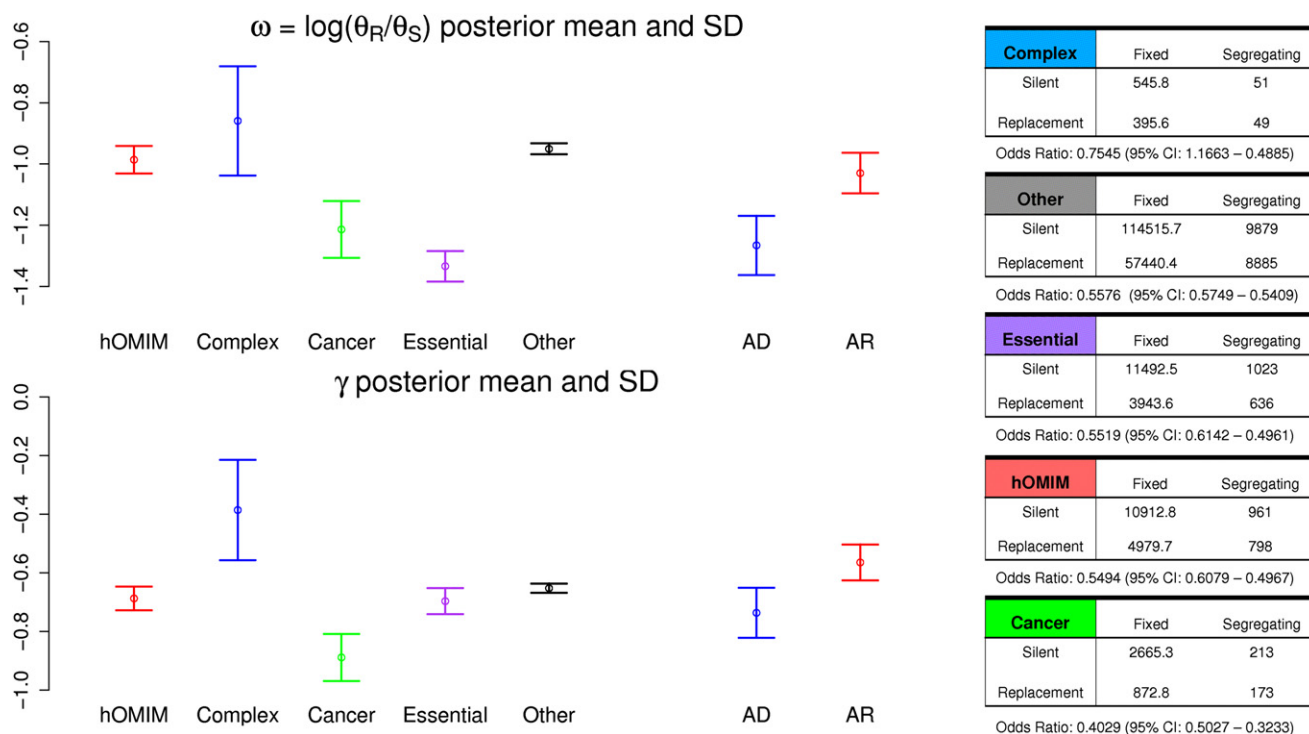 ω = log(θR/θS) posterior mean and SD
−0.6
−0.8
−1.0
−1.2
−1.4
hOMIM Complex Cancer Essential Other AD AR
γ posterior mean and SD
0.0
−0.2
−0.4
−0.6
−0.8
−1.0
hOMIM Complex Cancer Essential Other AD AR
Complex Fixed Segregating
Silent 545.8 51
Replacement 395.6 49
Odds Ratio: 0.7545 (95% CI: 1.1663 – 0.4885)
Other Fixed Segregating
Silent 114515.7 9879
Replacement 57440.4 8885
Odds Ratio: 0.5576 (95% CI: 0.5749 – 0.5409)
Essential Fixed Segregating
Silent 11492.5 1023
Replacement 3943.6 636
Odds Ratio: 0.5519 (95% CI: 0.6142 – 0.4961)
hOMIM Fixed Segregating
Silent 10912.8 961
Replacement 4979.7 798
Odds Ratio: 0.5494 (95% CI: 0.6079 – 0.4967)
Cancer Fixed Segregating
Silent 2665.3 213
Replacement 872.8 173
Odds Ratio: 0.4029 (95% CI: 0.5027 – 0.3233)